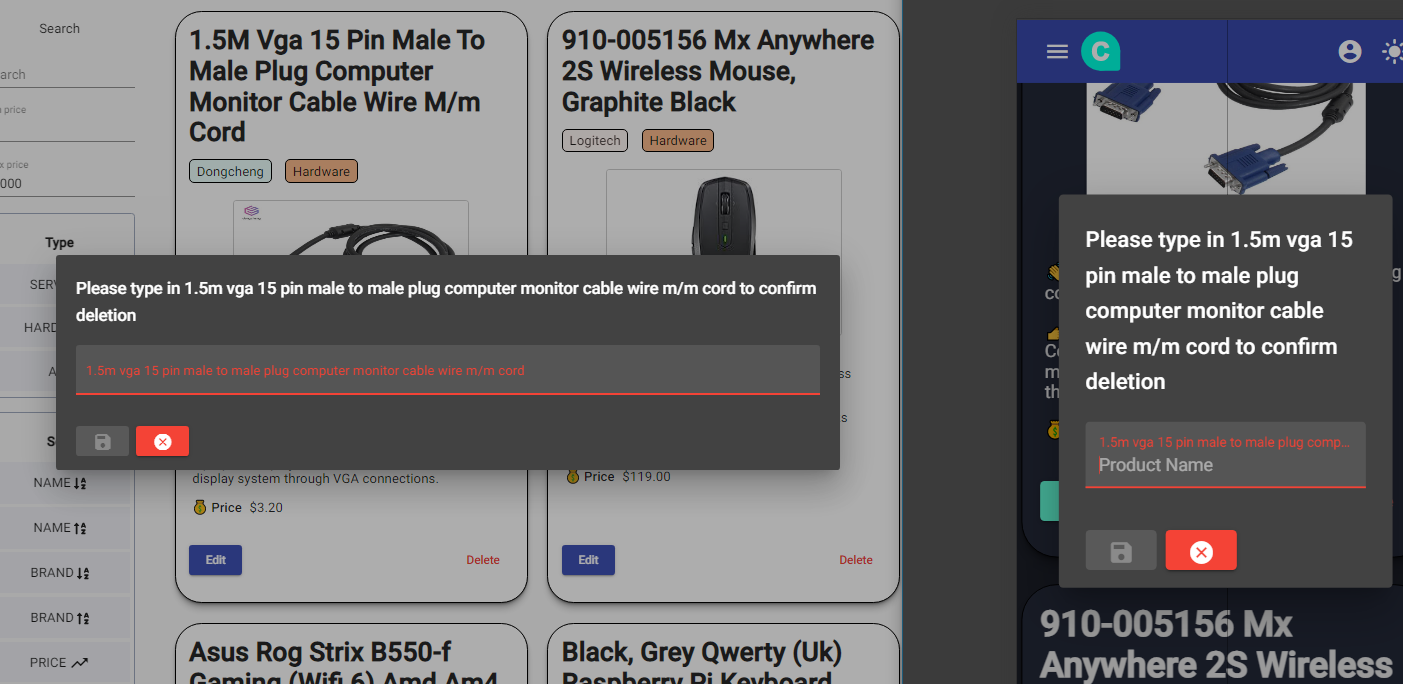 Search
arch
price
x price
000
Type
SERV
HARD
A
S
NAME
NAME
BRAND
BRAND
PRICE
1.5M Vga 15 Pin Male To
Male Plug Computer
Monitor Cable Wire M/m
Cord
Dongcheng
Hardware
910-005156 Mx Anywhere
2S Wireless Mouse,
Graphite Black
Logitech
Hardware
Please type in 1.5m vga 15 pin male to male plug computer monitor cable wire m/m cord to confirm
deletion
1.5m vga 15 pin male to male plug computer monitor cable wire m/m cord
ss
s
display system through VGA connections.
Price $3.20
Edit
Delete
Price $119.00
Edit
Delete
Asus Rog Strix B550-f
Gaming (Wifi 6) Amd Am4
Black, Grey Qwerty (Uk)
Raspberry Pi Keyboard
C
Please type in 1.5m vga 15
pin male to male plug
computer monitor cable
wire m/m cord to confirm
deletion
1.5m vga 15 pin male to male plug comp...
Product Name
g
co
C
m
th
910-005156 Mx
Anywhere 2S Wireless